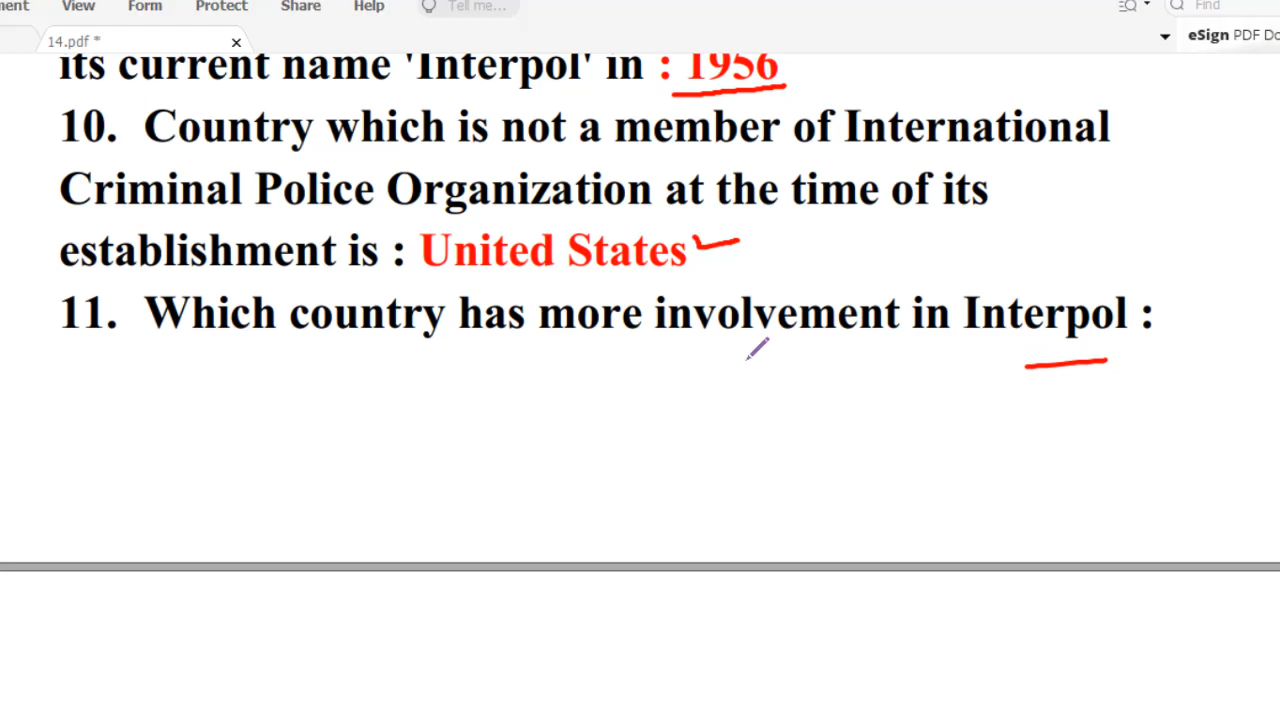 View Form Protect Share Help Tell me... Find
14.pdf *
eSign PDF Do
its current name 'Interpol' in : 1956
10. Country which is not a member of International
Criminal Police Organization at the time of its
establishment is : United States
11. Which country has more involvement in Interpol :